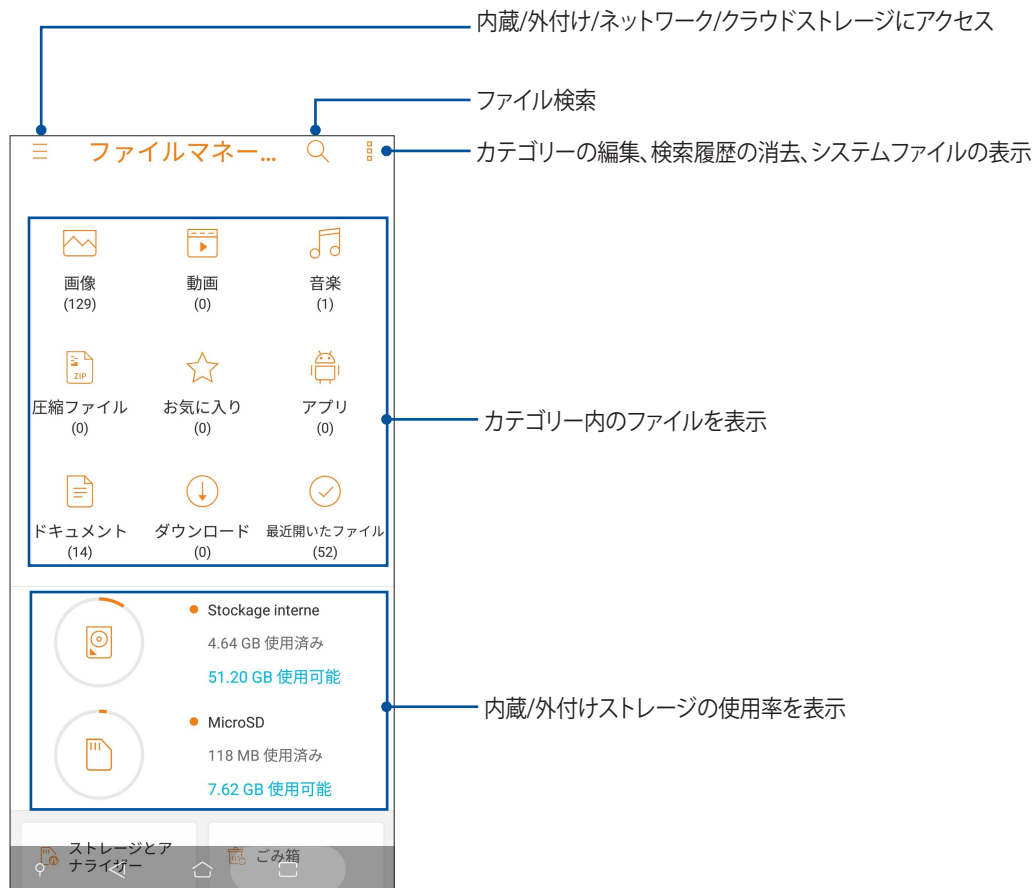 内蔵/外付け/ネットワーク/クラウドストレージにアクセス
ファイル検索
ファイルマネー...
カテゴリーの編集、検索履歴の消去、システムファイルの表示
画像
(129)
動画
(0)
音楽
(1)
ZIP
圧縮ファイル
(0)
お気に入り
(0)
アプリ
(0)
カテゴリー内のファイルを表示
ドキュメント
(14)
ダウンロード
(0)
最近開いたファイル
(52)
Stockage interne
4.64 GB 使用済み
51.20 GB 使用可能
内蔵/外付けストレージの使用率を表示
MicroSD
118 MB 使用済み
7.62 GB 使用可能
ストレージとア
ナライザー
ごみ箱